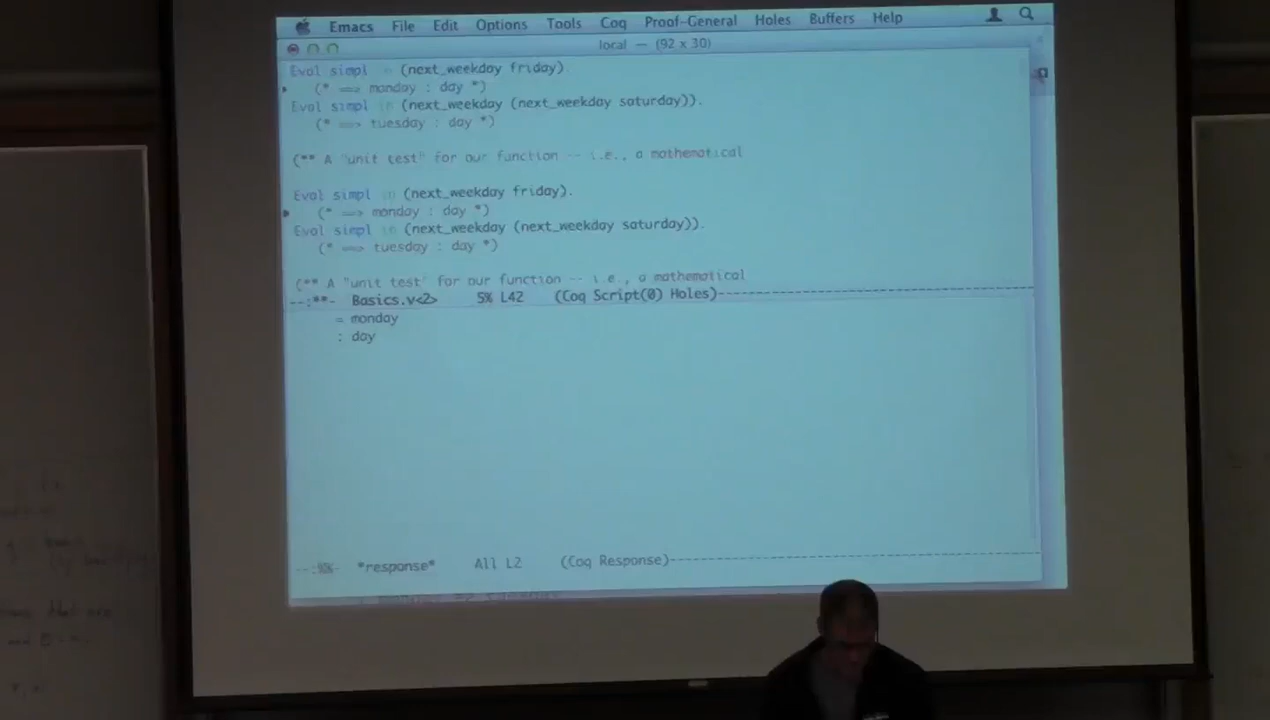 Emacs File Edit Options Tools Coq Proof-General Holes Buffers Help
local — (92 x 30)
Eval simpl in (next_weekday friday).
(* ==> monday : day *)
Eval simpl in (next_weekday (next_weekday saturday)).
(* ==> tuesday : day *)
(** A "unit test" for our function -- i.e., a mathematical
Eval simpl in (next_weekday friday).
(* ==> monday : day *)
Eval simpl in (next_weekday (next_weekday saturday)).
(* ==> tuesday : day *)
(** A "unit test" for our function -- i.e., a mathematical
--:**- Basics.v<2> 5% L42 (Coq Script(0) Holes)
= monday
: day
--:%%- *response* All L2 (Coq Response)